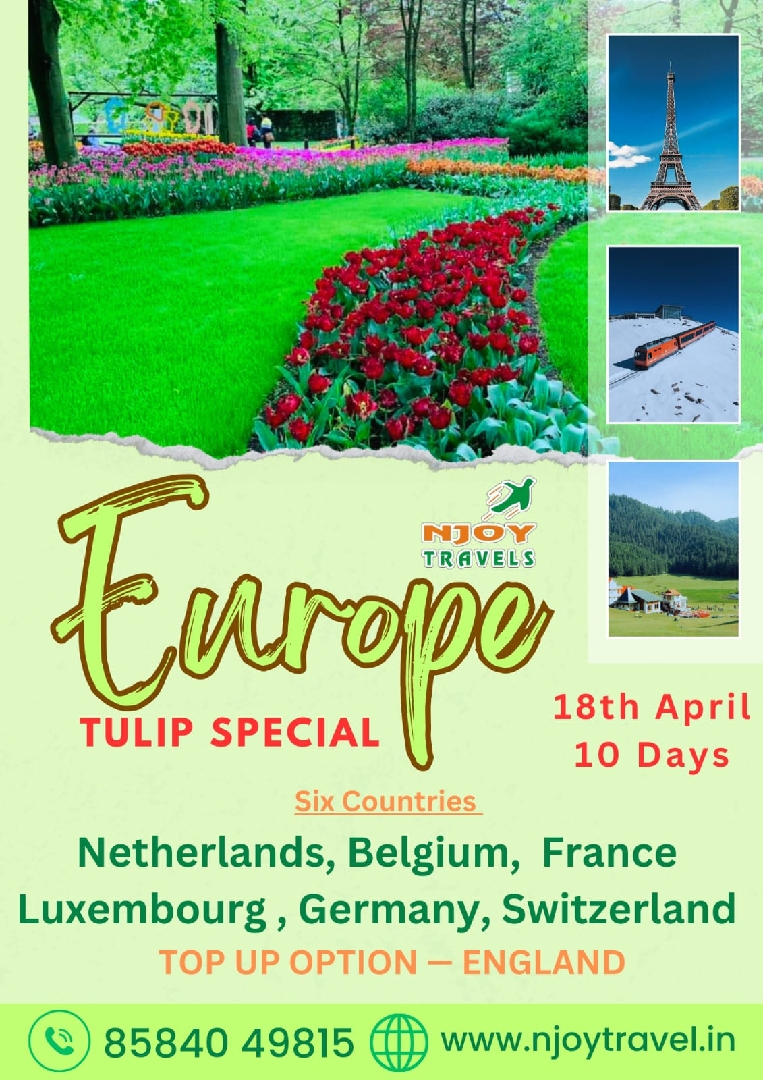 NJOY
TRAVELS
Europe
TULIP SPECIAL
18th April
10 Days
Six Countries
Netherlands, Belgium, France
Luxembourg , Germany, Switzerland
TOP UP OPTION — ENGLAND
85840 49815 www.njoytravel.in